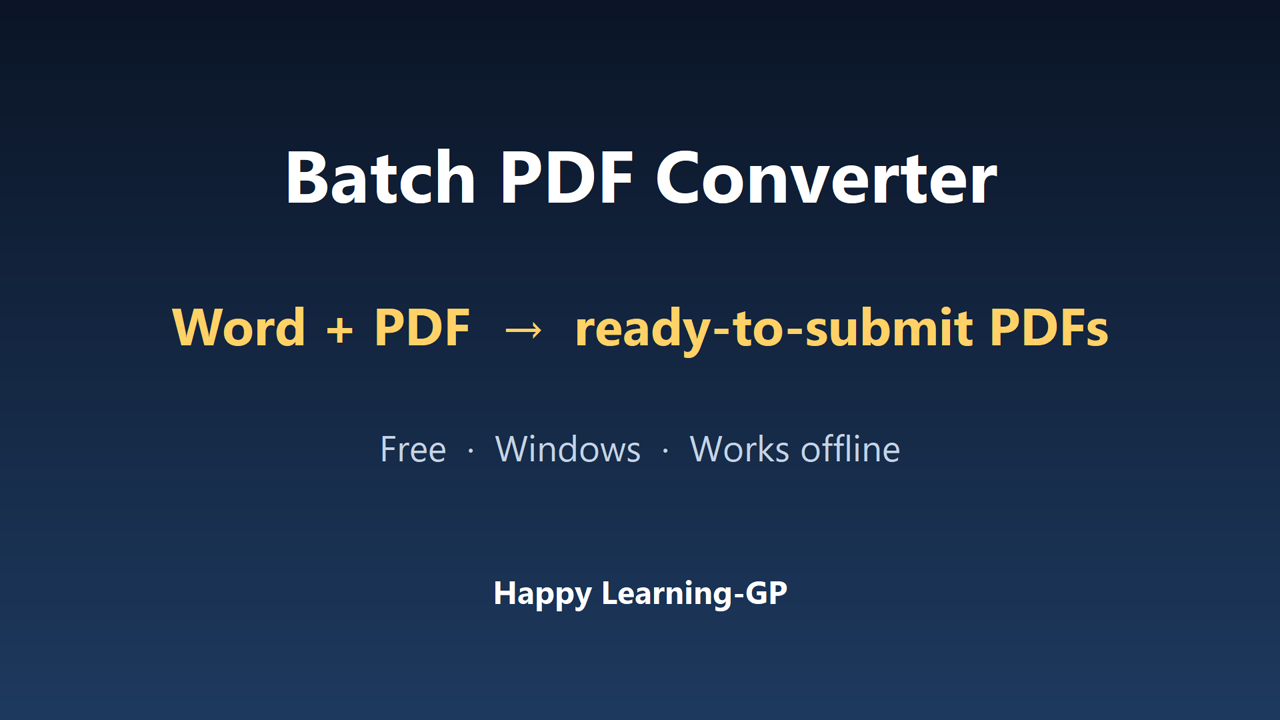 Batch PDF Converter
Word + PDF → ready-to-submit PDFs
Free · Windows · Works offline
Happy Learning-GP